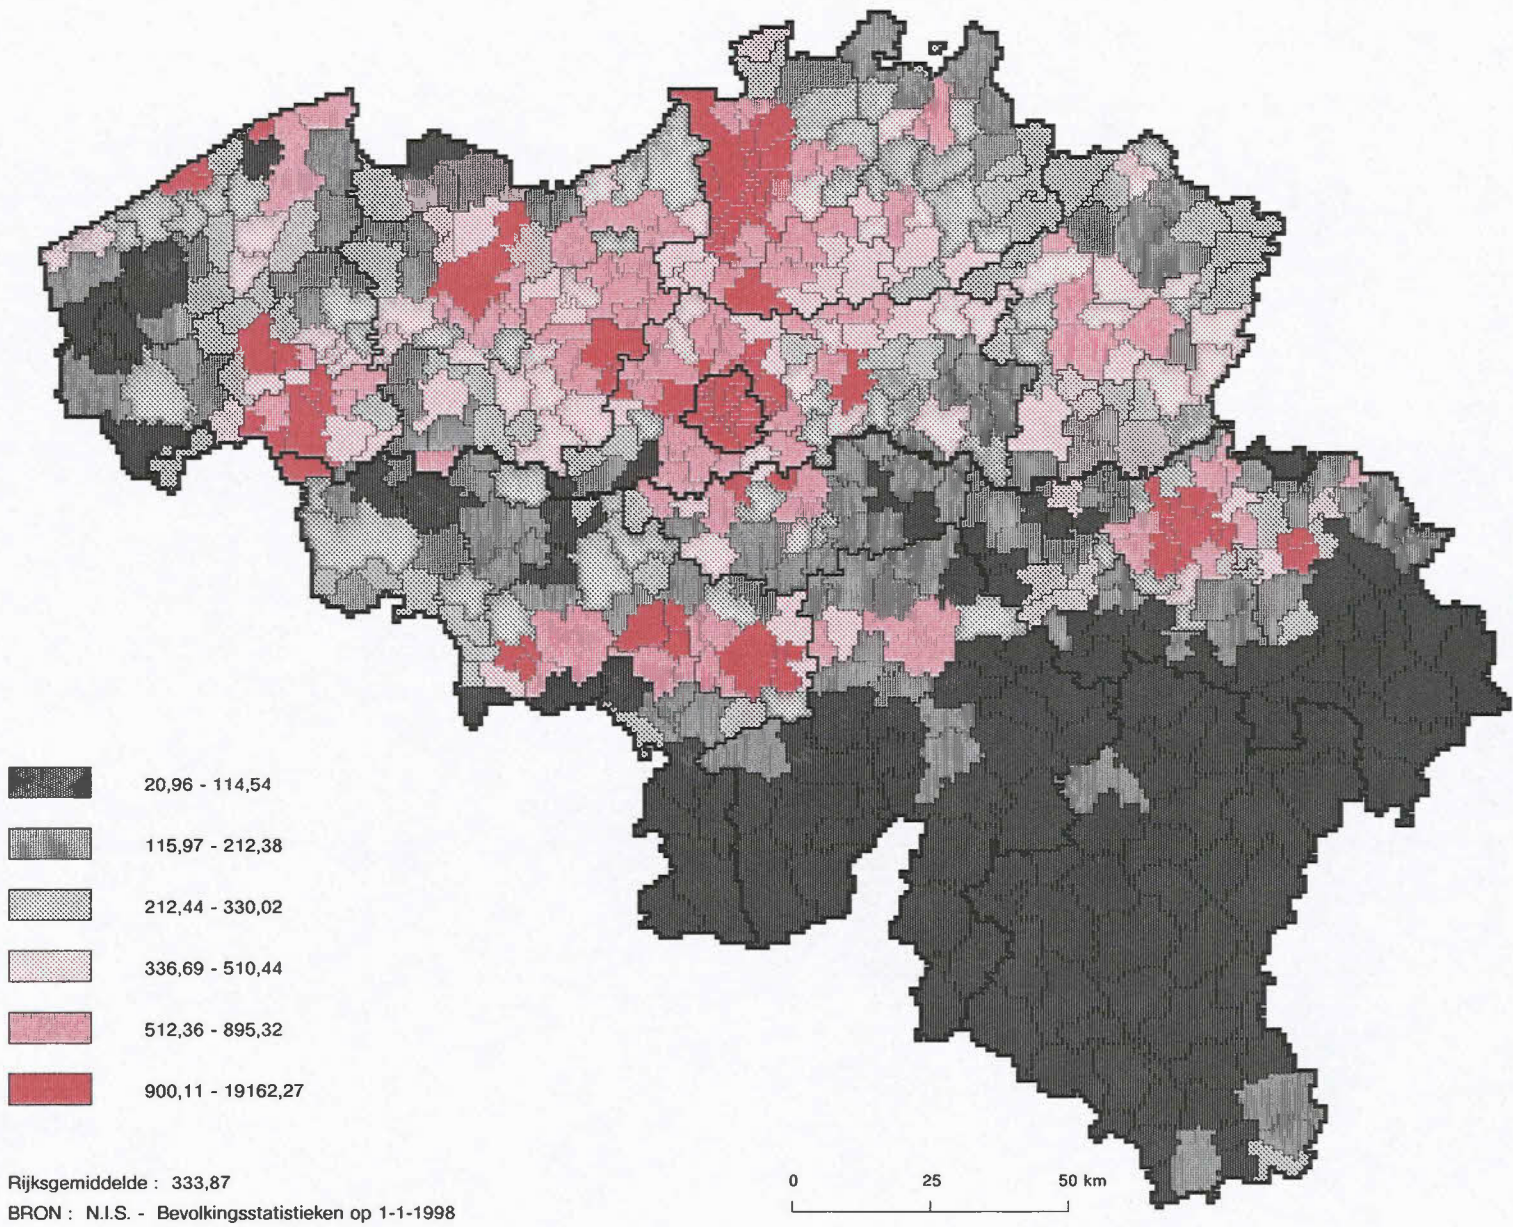 20,96 - 114,54
115,97 - 212,38
212,44 - 330,02
336,69 - 510,44
512,36 - 895,32
900,11 - 19162,27
Rijksgemiddelde : 333,87
BRON : N.I.S. - Bevolkingsstatistieken op 1-1-1998
0 25 50 km